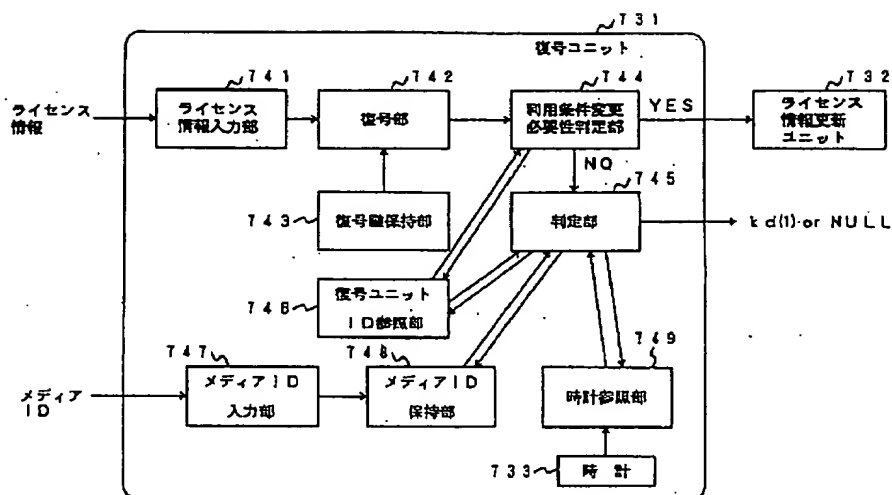 731
復号ユニット
741
742
744
732
ライセンス
情報
ライセンス
情報入力部
復号部
利用条件変更
必要性判定部
YES
ライセンス
情報更新
ユニット
NO
745
743
復号鍵保持部
判定部
kd(1) or NULL
746
復号ユニット
ID参照部
747
748
749
メディア
ID
メディアID
入力部
メディアID
保持部
時計参照部
733
時計